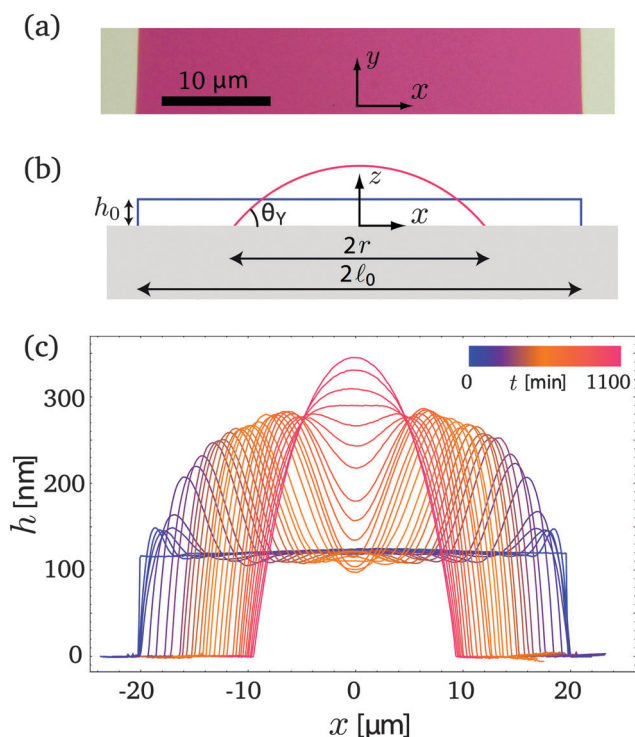 (a)
10 μm
y
x
(b)
h₀
θY
z
x
2r
2ℓ₀
(c)
0 t [min] 1100
300
200
100
0
h [nm]
-20 -10 0 10 20
x [μm]